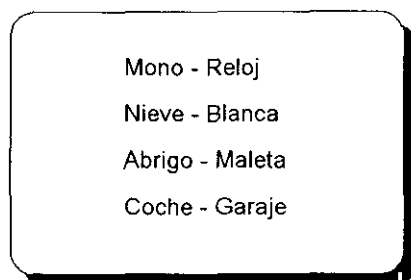 Mono - Reloj
Nieve - Blanca
Abrigo - Maleta
Coche - Garaje